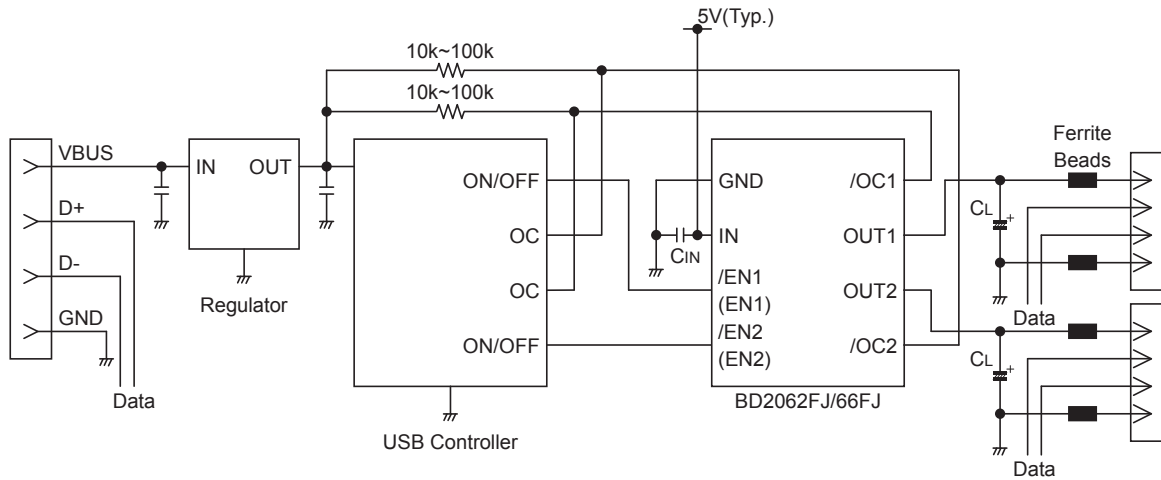 5V(Typ.)
10k~100k
10k~100k
VBUS
D+
D-
GND
Data
IN
OUT
Regulator
ON/OFF
OC
OC
ON/OFF
USB Controller
CIN
GND
IN
/EN1
(EN1)
/EN2
(EN2)
/OC1
OUT1
OUT2
/OC2
BD2062FJ/66FJ
Ferrite
Beads
CL
+
Data
CL
+
Data